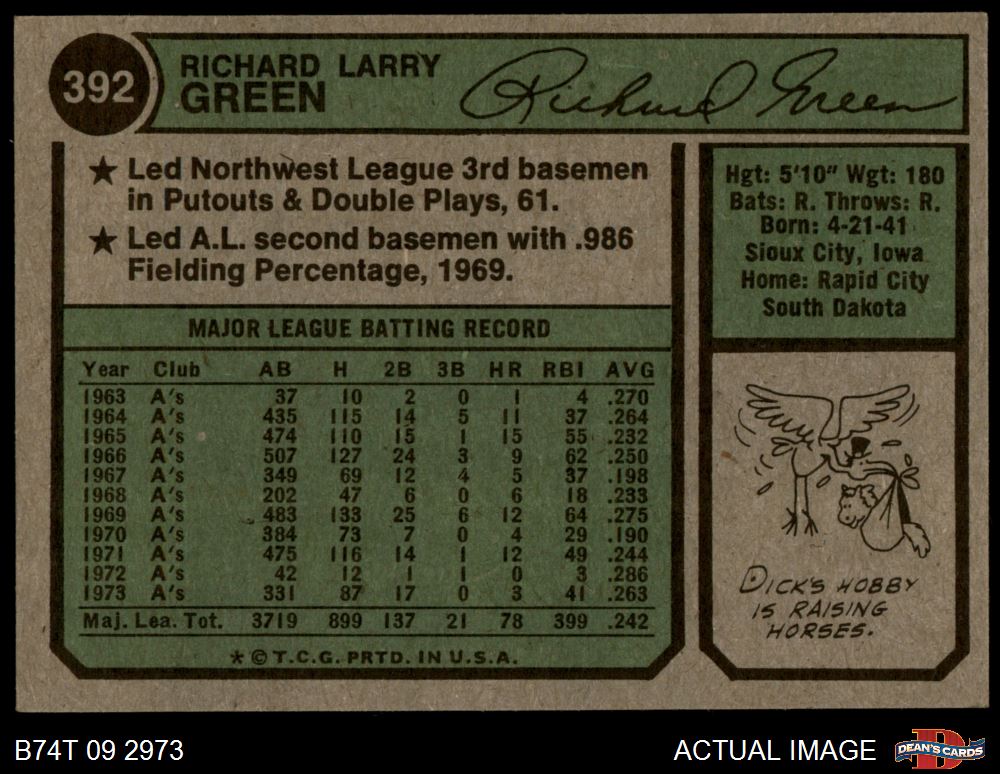 392
RICHARD LARRY
GREEN
Richard Green
★ Led Northwest League 3rd basemen
in Putouts & Double Plays, 61.
★ Led A.L. second basemen with .986
Fielding Percentage, 1969.
Hgt: 5'10" Wgt: 180
Bats: R. Throws: R.
Born: 4-21-41
Sioux City, Iowa
Home: Rapid City
South Dakota
MAJOR LEAGUE BATTING RECORD
Year Club AB H 2B 3B HR RBI AVG
1963 A's 37 10 2 0 1 4 .270
1964 A's 435 115 14 5 11 37 .264
1965 A's 474 110 15 1 15 55 .232
1966 A's 507 127 24 3 9 62 .250
1967 A's 349 69 12 4 5 37 .198
1968 A's 202 47 6 0 6 18 .233
1969 A's 483 133 25 6 12 64 .275
1970 A's 384 73 7 0 4 29 .190
1971 A's 475 116 14 1 12 49 .244
1972 A's 42 12 1 1 0 3 .286
1973 A's 331 87 17 0 3 41 .263
Maj. Lea. Tot. 3719 899 137 21 78 399 .242
* © T.C.G. PRTD. IN U.S.A.
DICK'S HOBBY
IS RAISING
HORSES.
B74T 09 2973
ACTUAL IMAGE
D
DEAN'S CARDS